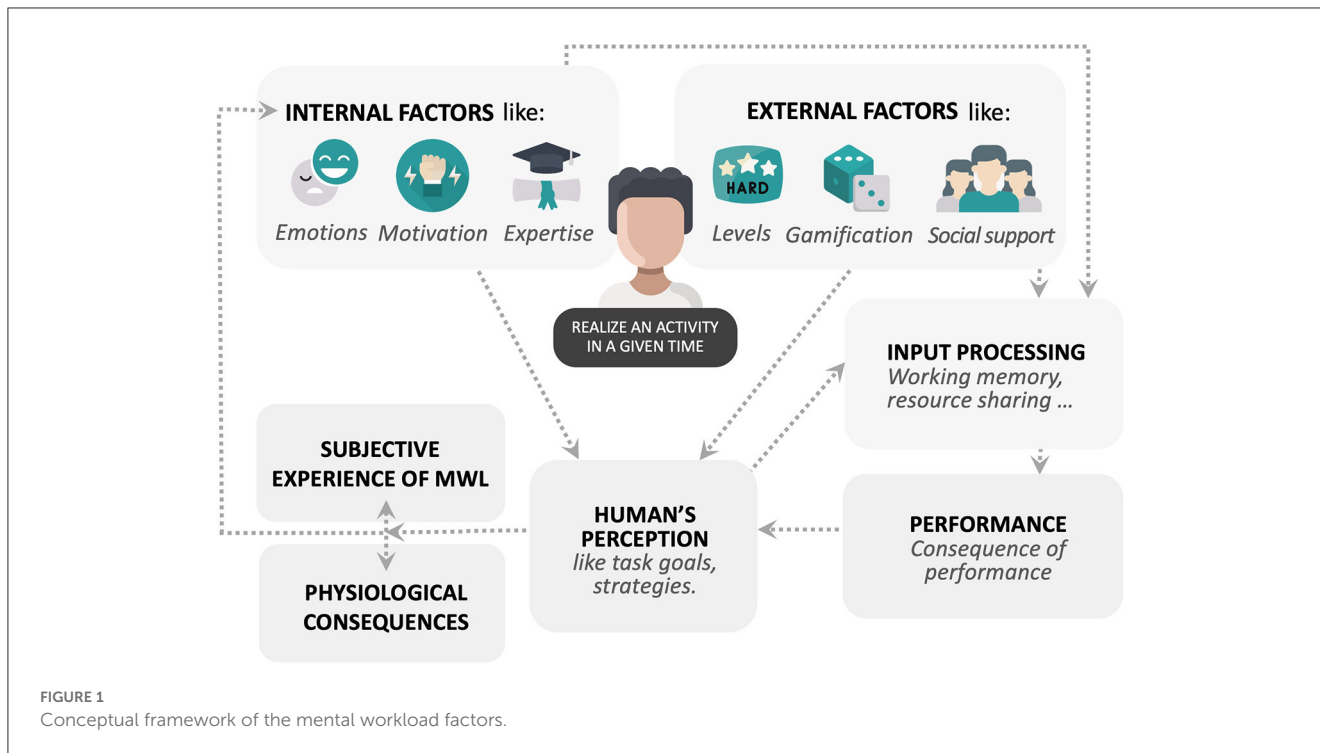 INTERNAL FACTORS like:
Emotions
Motivation
Expertise
EXTERNAL FACTORS like:
HARD
Levels
Gamification
Social support
REALIZE AN ACTIVITY
IN A GIVEN TIME
INPUT PROCESSING
Working memory,
resource sharing ...
SUBJECTIVE
EXPERIENCE OF MWL
HUMAN'S
PERCEPTION
like task goals,
strategies.
PERFORMANCE
Consequence of
performance
PHYSIOLOGICAL
CONSEQUENCES
FIGURE 1
Conceptual framework of the mental workload factors.